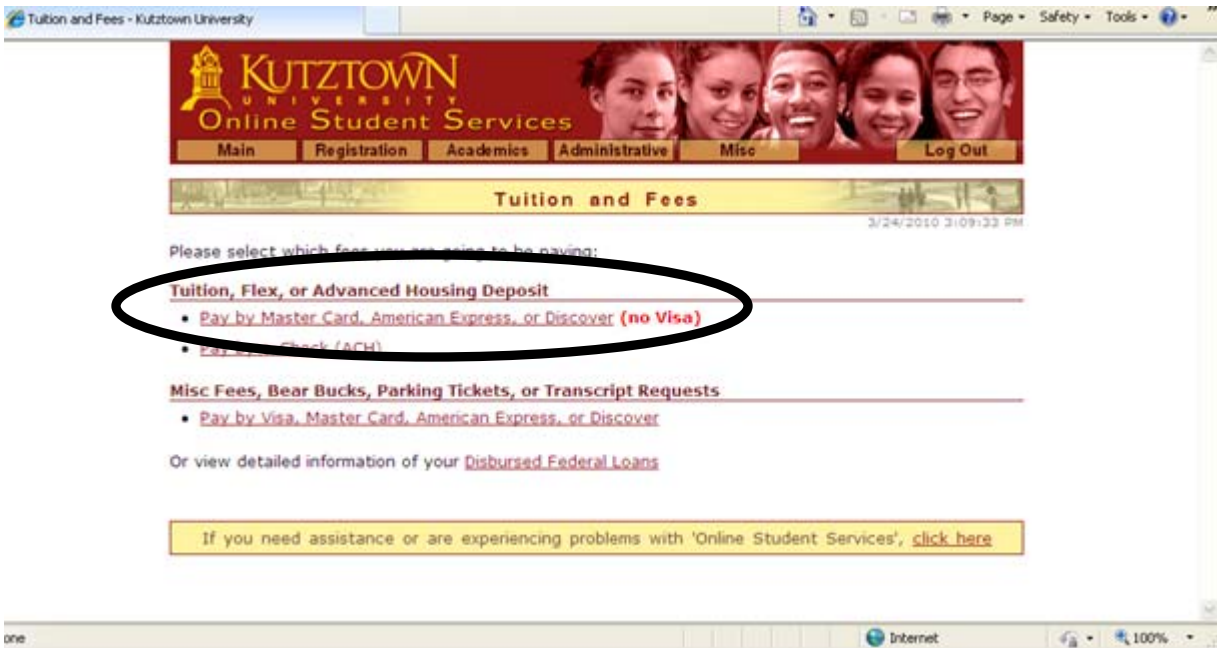 Tuition and Fees - Kutztown University
Page
Safety
Tools
KUTZTOWN
UNIVERSITY
Online Student Services
Main Registration Academics Administrative Misc Log Out
Tuition and Fees
3/24/2010 3:09:33 PM
Please select which fees you are going to be paying:
Tuition, Flex, or Advanced Housing Deposit
• Pay by Master Card, American Express, or Discover (no Visa)
• Pay by Check (ACH)
Misc Fees, Bear Bucks, Parking Tickets, or Transcript Requests
• Pay by Visa, Master Card, American Express, or Discover
Or view detailed information of your Disbursed Federal Loans
If you need assistance or are experiencing problems with 'Online Student Services', click here
one
Internet
100%